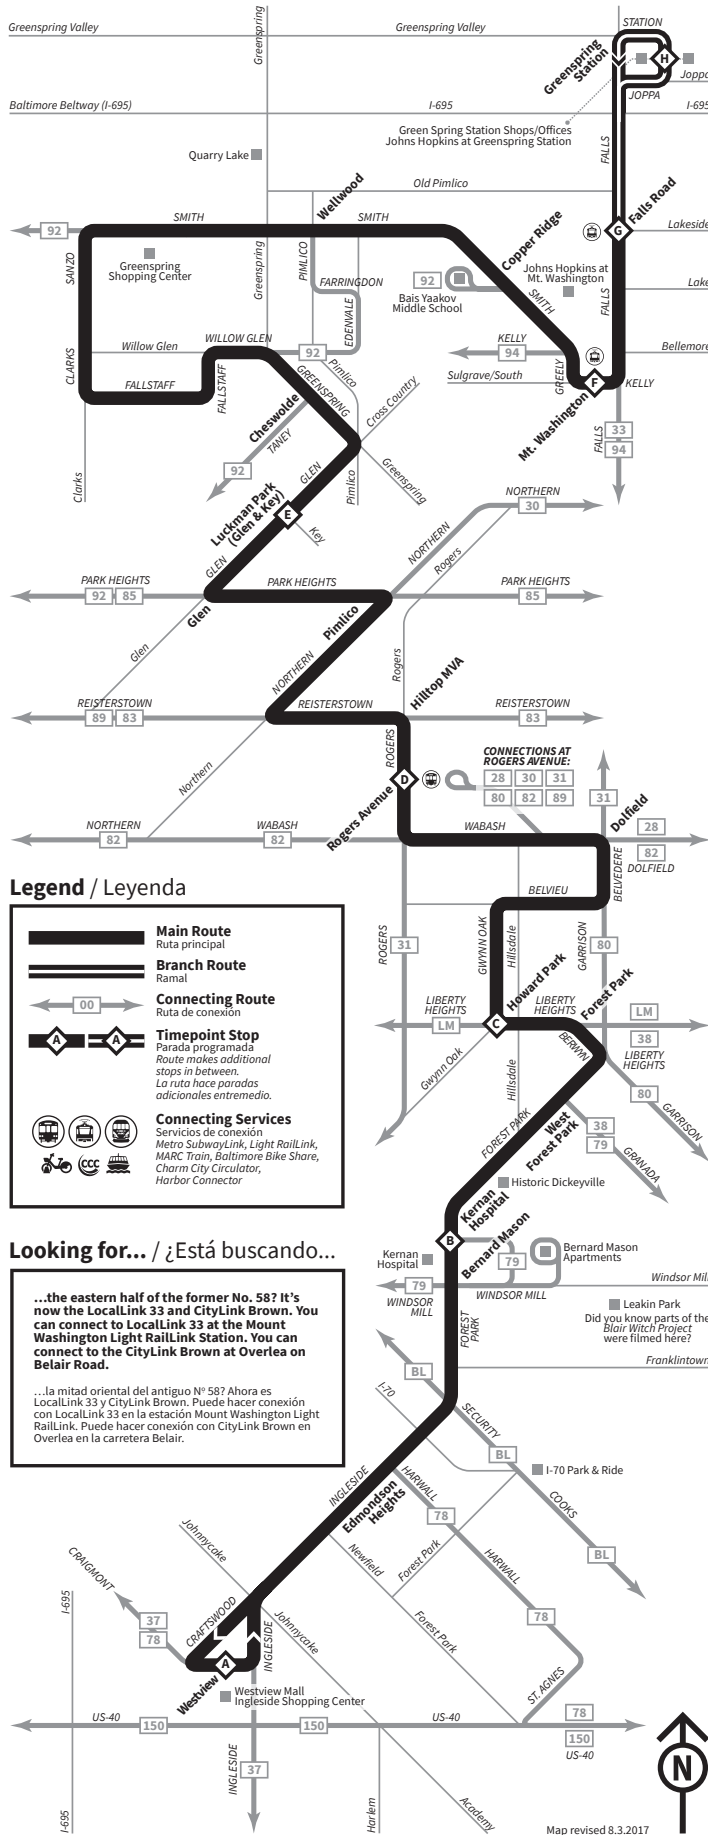 STATION
Greenspring Valley
Greenspring Valley
Greenspring
Greenspring
Station
H
Joppa
JOPPA
Baltimore Beltway (I-695)
I-695
I-695
Green Spring Station Shops/Offices
Johns Hopkins at Greenspring Station
FALLS
Quarry Lake
Old Pimlico
Wellwood
Falls Road
92
SMITH
SMITH
G
Lakeside
Copper Ridge
SANZO
Greenspring
Shopping Center
Greenspring
PIMLICO
FARRINGDON
EDENVALE
92
Bais Yaakov
Middle School
Johns Hopkins at
Mt. Washington
SMITH
FALLS
Lake
CLARKS
Willow Glen
WILLOW GLEN
92
KELLY
94
Bellemore
FALLSTAFF
FALLSTAFF
GREENSPRING
Pimlico
Sulgrave/South
GREELY
F
KELLY
Mt. Washington
Cross Country
Cheswolde
TANEY
92
FALLS
33
94
Clarks
GLEN
Pimlico
Greenspring
Luckman Park
(Glen & Key)
E
Key
NORTHERN
30
NORTHERN
Rogers
GLEN
PARK HEIGHTS
92
85
PARK HEIGHTS
PARK HEIGHTS
85
Glen
Pimlico
Glen
NORTHERN
Rogers
Hilltop MVA
REISTERSTOWN
89
83
REISTERSTOWN
REISTERSTOWN
83
Northern
ROGERS
D
CONNECTIONS AT
ROGERS AVENUE:
28
30
31
80
82
89
31
Rogers Avenue
Dolfield
NORTHERN
82
WABASH
82
WABASH
28
82
DOLFIELD
BELVEDERE
BELVIEU
ROGERS
31
GWYNN OAK
Hillsdale
GARRISON
80
Howard Park
Forest Park
LIBERTY
HEIGHTS
LM
C
LIBERTY
HEIGHTS
LM
38
LIBERTY
HEIGHTS
BERWYN
Gwynn Oak
Hillsdale
80
GARRISON
FOREST PARK
West
Forest Park
38
79
GRANADA
Historic Dickeyville
Kernan
Hospital
B
Bernard Mason
Kernan
Hospital
79
Bernard Mason
Apartments
79
WINDSOR
MILL
WINDSOR MILL
Windsor Mill
FOREST
PARK
Leakin Park
Did you know parts of the
Blair Witch Project
were filmed here?
Franklintown
BL
I-70
SECURITY
BL
I-70 Park & Ride
COOKS
BL
INGLESIDE
Edmondson
Heights
HARWALL
78
Newfield
Forest Park
HARWALL
78
Forest Park
ST. AGNES
Johnnycake
CRAIGMONT
37
78
I-695
CRAFTSWOOD
INGLESIDE
Johnnycake
A
Westview
Westview Mall
Ingleside Shopping Center
US-40
150
150
US-40
78
150
US-40
INGLESIDE
37
I-695
Harlem
Academy
N
Map revised 8.3.2017
Legend / Leyenda
Main Route
Ruta principal
Branch Route
Ramal
00
Connecting Route
Ruta de conexión
A
A
Timepoint Stop
Parada programada
Route makes additional
stops in between.
La ruta hace paradas
adicionales entremedio.
CCC
Connecting Services
Servicios de conexión
Metro SubwayLink, Light RailLink,
MARC Train, Baltimore Bike Share,
Charm City Circulator,
Harbor Connector
Looking for... / ¿Está buscando...
...the eastern half of the former No. 58? It's
now the LocalLink 33 and CityLink Brown. You
can connect to LocalLink 33 at the Mount
Washington Light RailLink Station. You can
connect to the CityLink Brown at Overlea on
Belair Road.
...la mitad oriental del antiguo Nº 58? Ahora es
LocalLink 33 y CityLink Brown. Puede hacer conexión
con LocalLink 33 en la estación Mount Washington Light
RailLink. Puede hacer conexión con CityLink Brown en
Overlea en la carretera Belair.